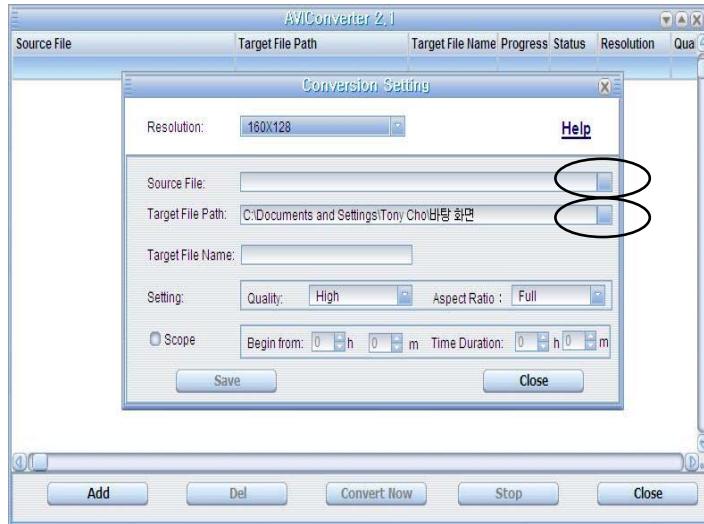 AVIConverter 2.1
Source File Target File Path Target File Name Progress Status Resolution Qua
Conversion Setting
Resolution: 160X128 Help
Source File:
Target File Path: C:\Documents and Settings\Tony Cho\바탕 화면
Target File Name:
Setting: Quality: High Aspect Ratio : Full
Scope Begin from: 0 h 0 m Time Duration: 0 h 0 m
Save Close
Add Del Convert Now Stop Close